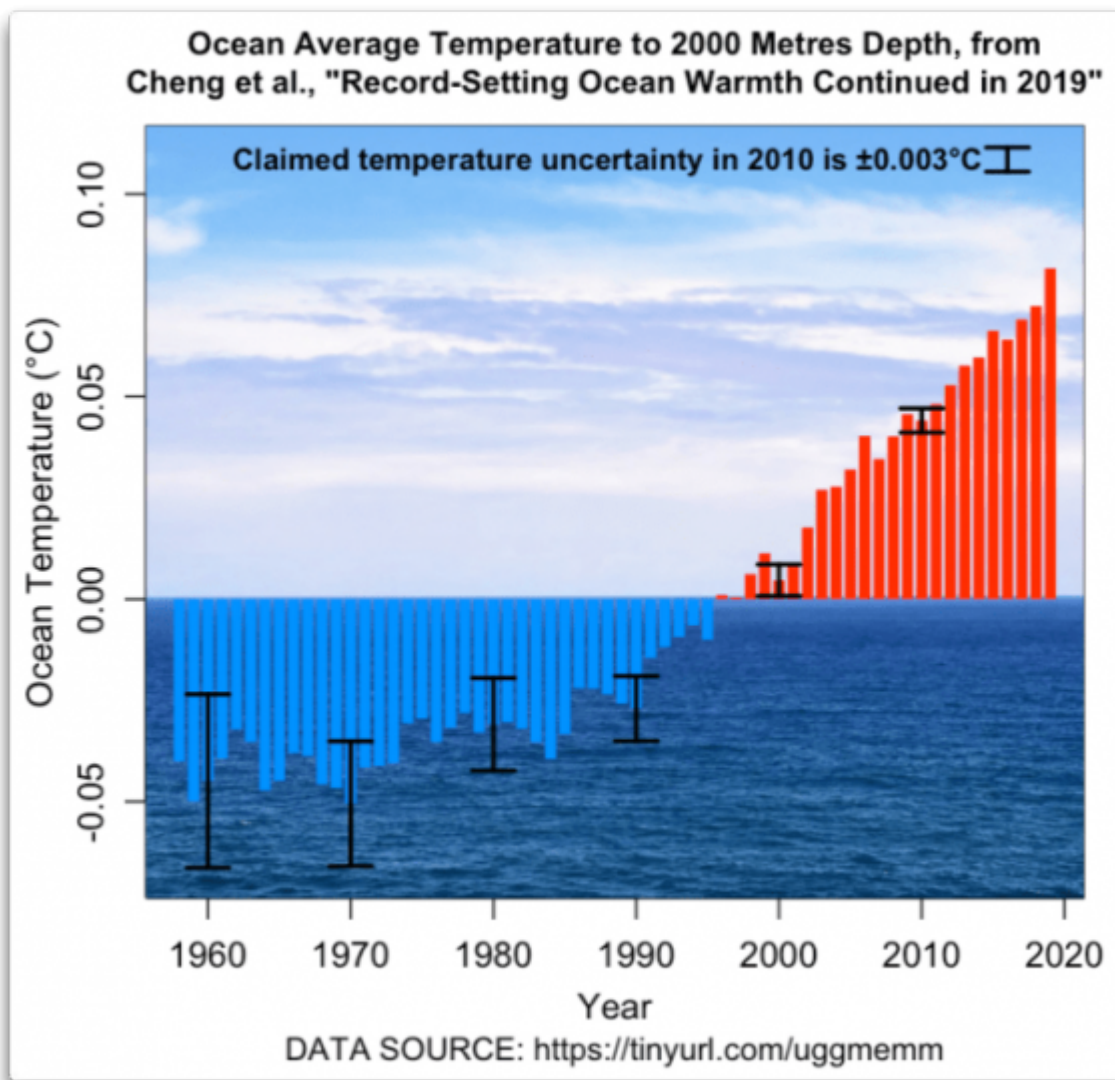 Ocean Average Temperature to 2000 Metres Depth, from
Cheng et al., "Record-Setting Ocean Warmth Continued in 2019"
Claimed temperature uncertainty in 2010 is ±0.003°C
Ocean Temperature (°C)
0.10
0.05
0.00
-0.05
1960 1970 1980 1990 2000 2010 2020
Year
DATA SOURCE: https://tinyurl.com/uggmemm